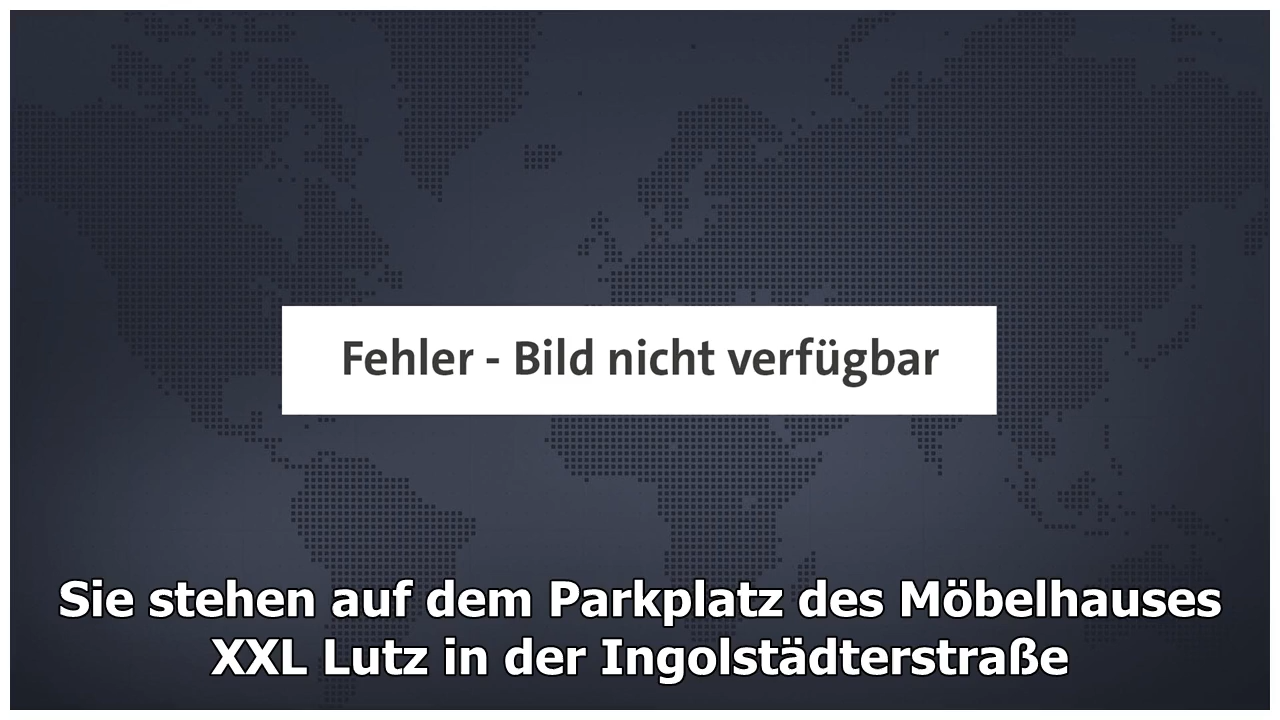 Fehler - Bild nicht verfügbar
Sie stehen auf dem Parkplatz des Möbelhauses
XXL Lutz in der Ingolstädterstraße